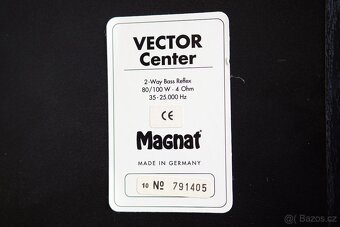 VECTOR
Center
2-Way Bass Reflex
80/100 W - 4 Ohm
35-25.000 Hz
CE
Magnat
MADE IN GERMANY
10 Nº 791405
Bazos.cz